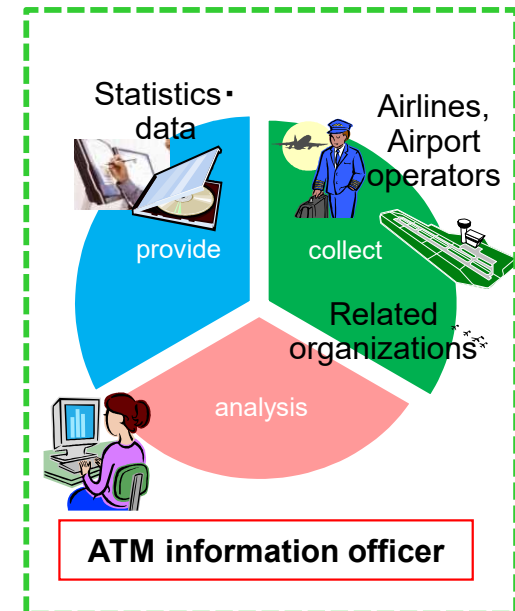 Statistics・
data
provide
Airlines,
Airport
operators
collect
Related
organizations
analysis
ATM information officer